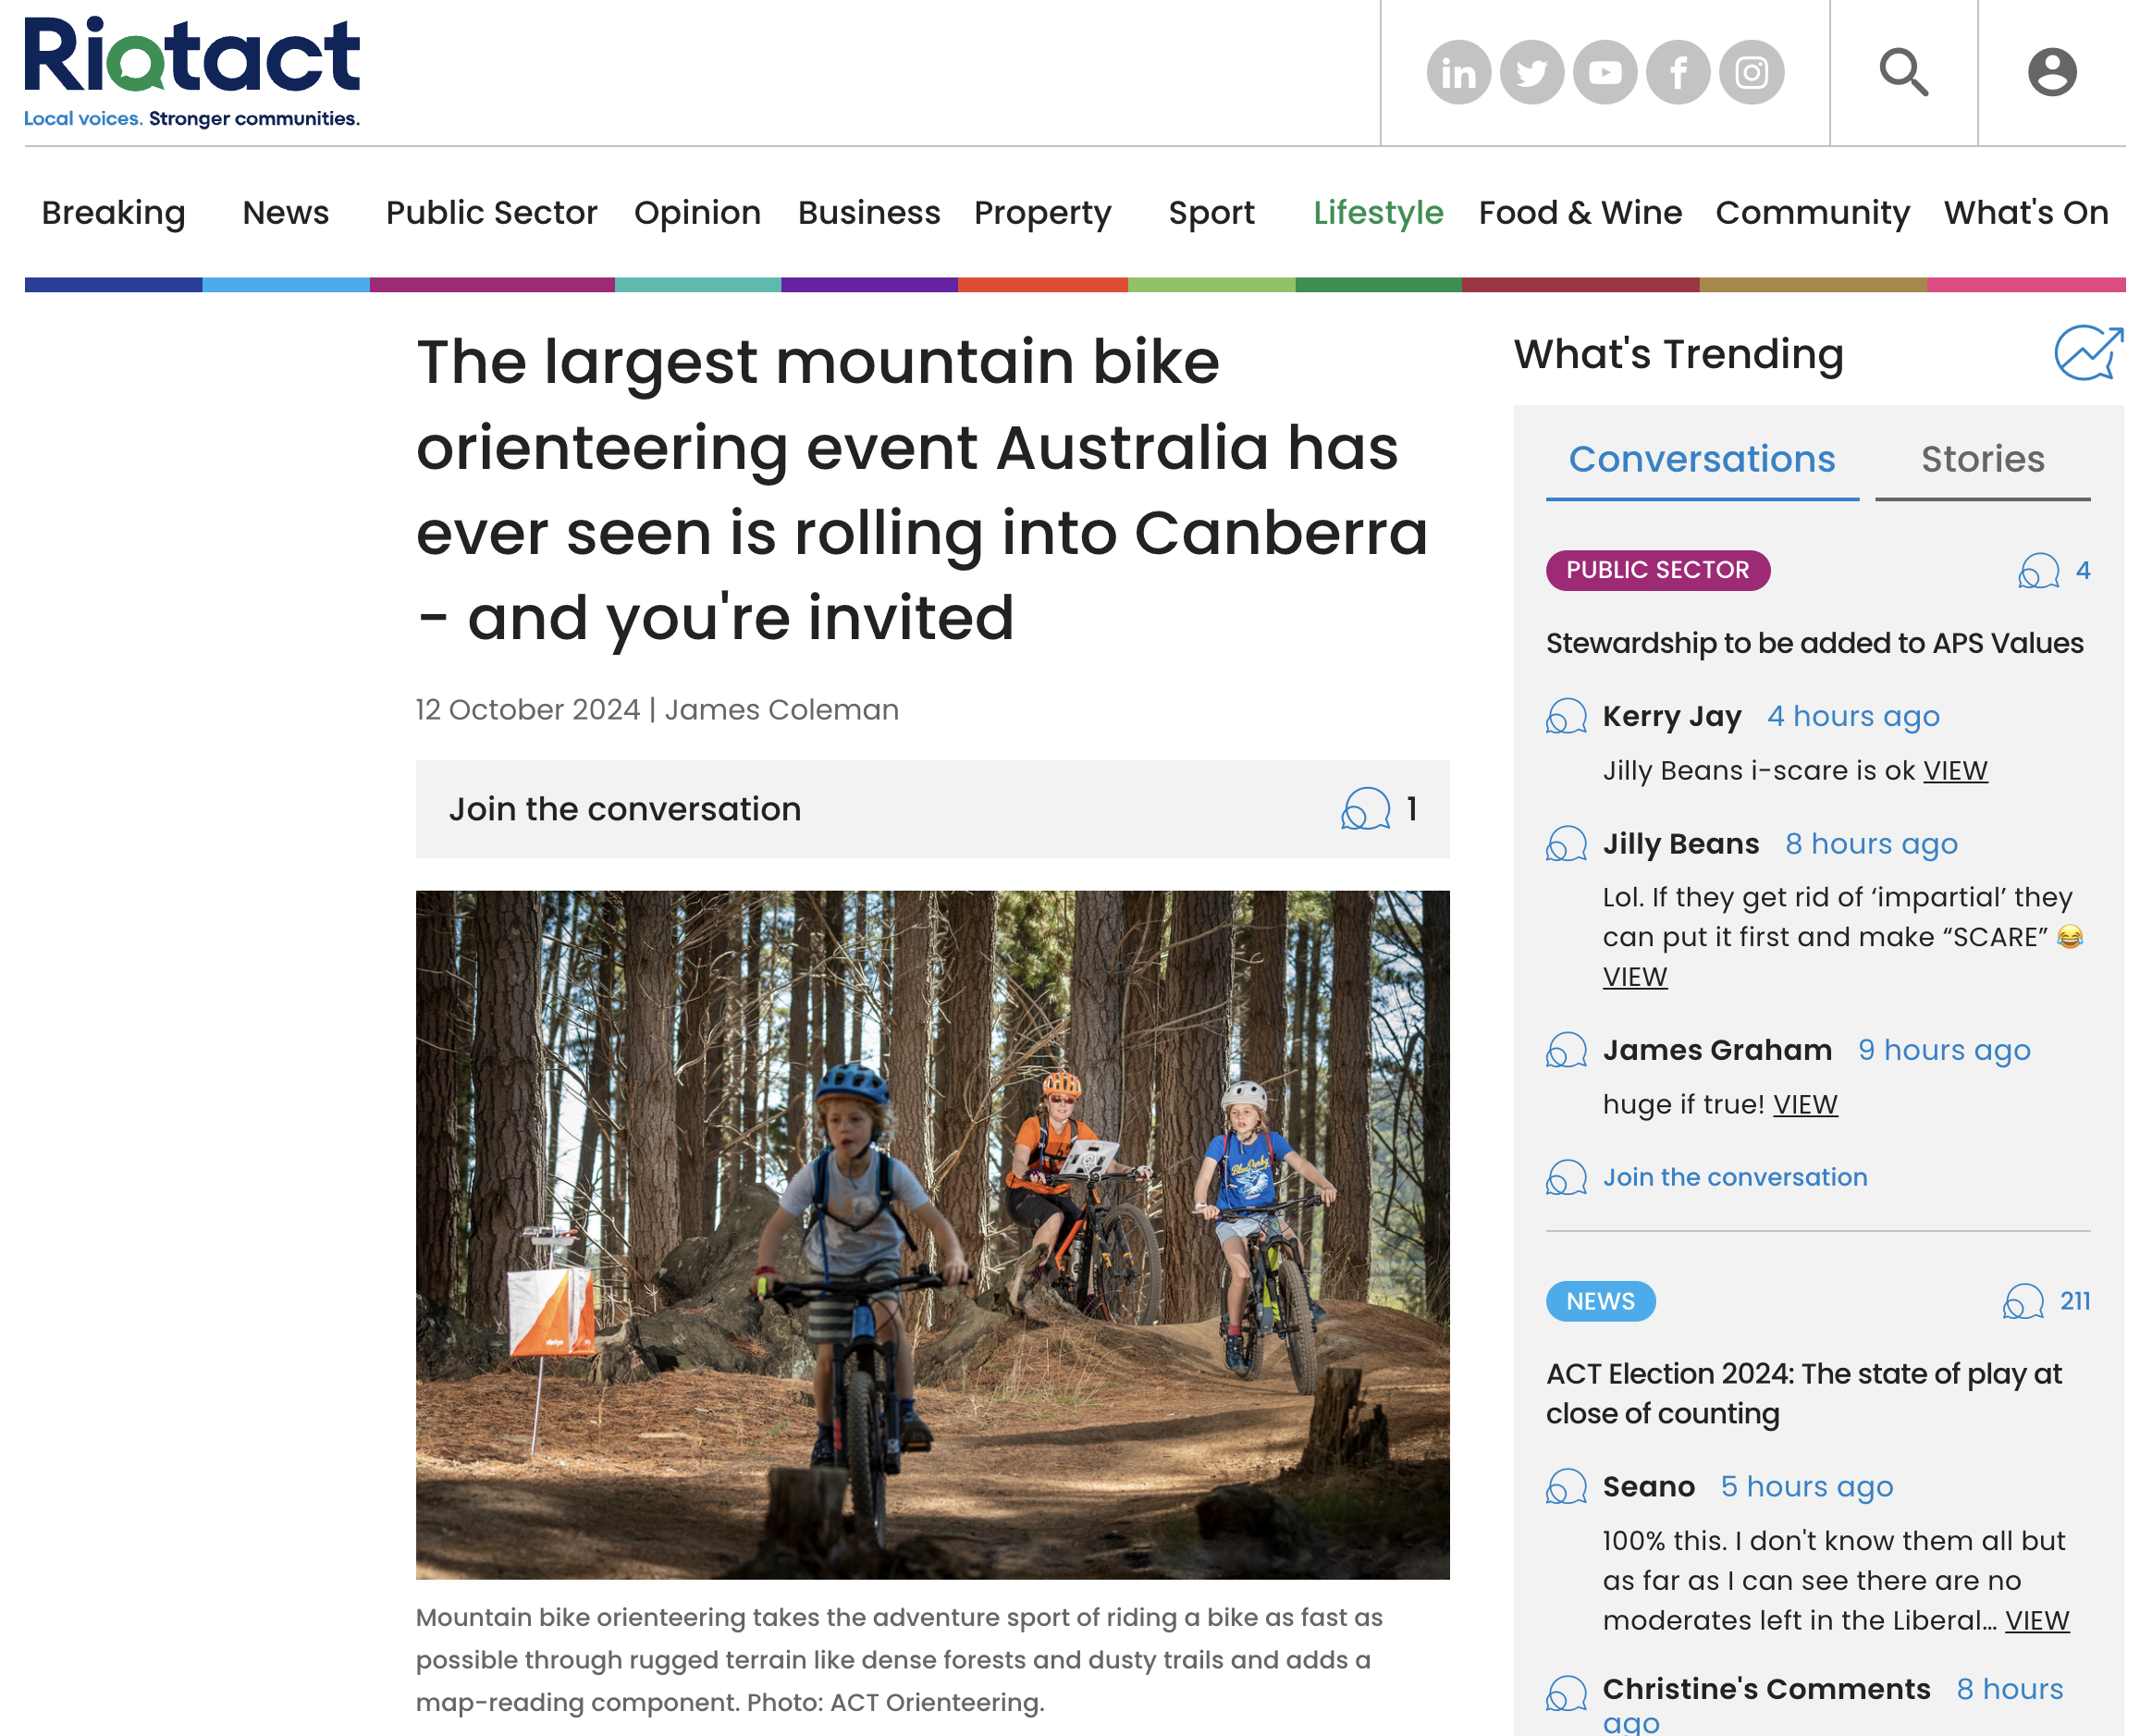 Riotact
Local voices. Stronger communities.
Breaking News Public Sector Opinion Business Property Sport Lifestyle Food & Wine Community What's On
The largest mountain bike
orienteering event Australia has
ever seen is rolling into Canberra
- and you're invited
12 October 2024 | James Coleman
Join the conversation 1
Mountain bike orienteering takes the adventure sport of riding a bike as fast as
possible through rugged terrain like dense forests and dusty trails and adds a
map-reading component. Photo: ACT Orienteering.
What's Trending
Conversations Stories
PUBLIC SECTOR 4
Stewardship to be added to APS Values
Kerry Jay 4 hours ago
Jilly Beans i-scare is ok VIEW
Jilly Beans 8 hours ago
Lol. If they get rid of ‘impartial’ they
can put it first and make “SCARE” 😂
VIEW
James Graham 9 hours ago
huge if true! VIEW
Join the conversation
NEWS 211
ACT Election 2024: The state of play at
close of counting
Seano 5 hours ago
100% this. I don't know them all but
as far as I can see there are no
moderates left in the Liberal... VIEW
Christine's Comments 8 hours
ago